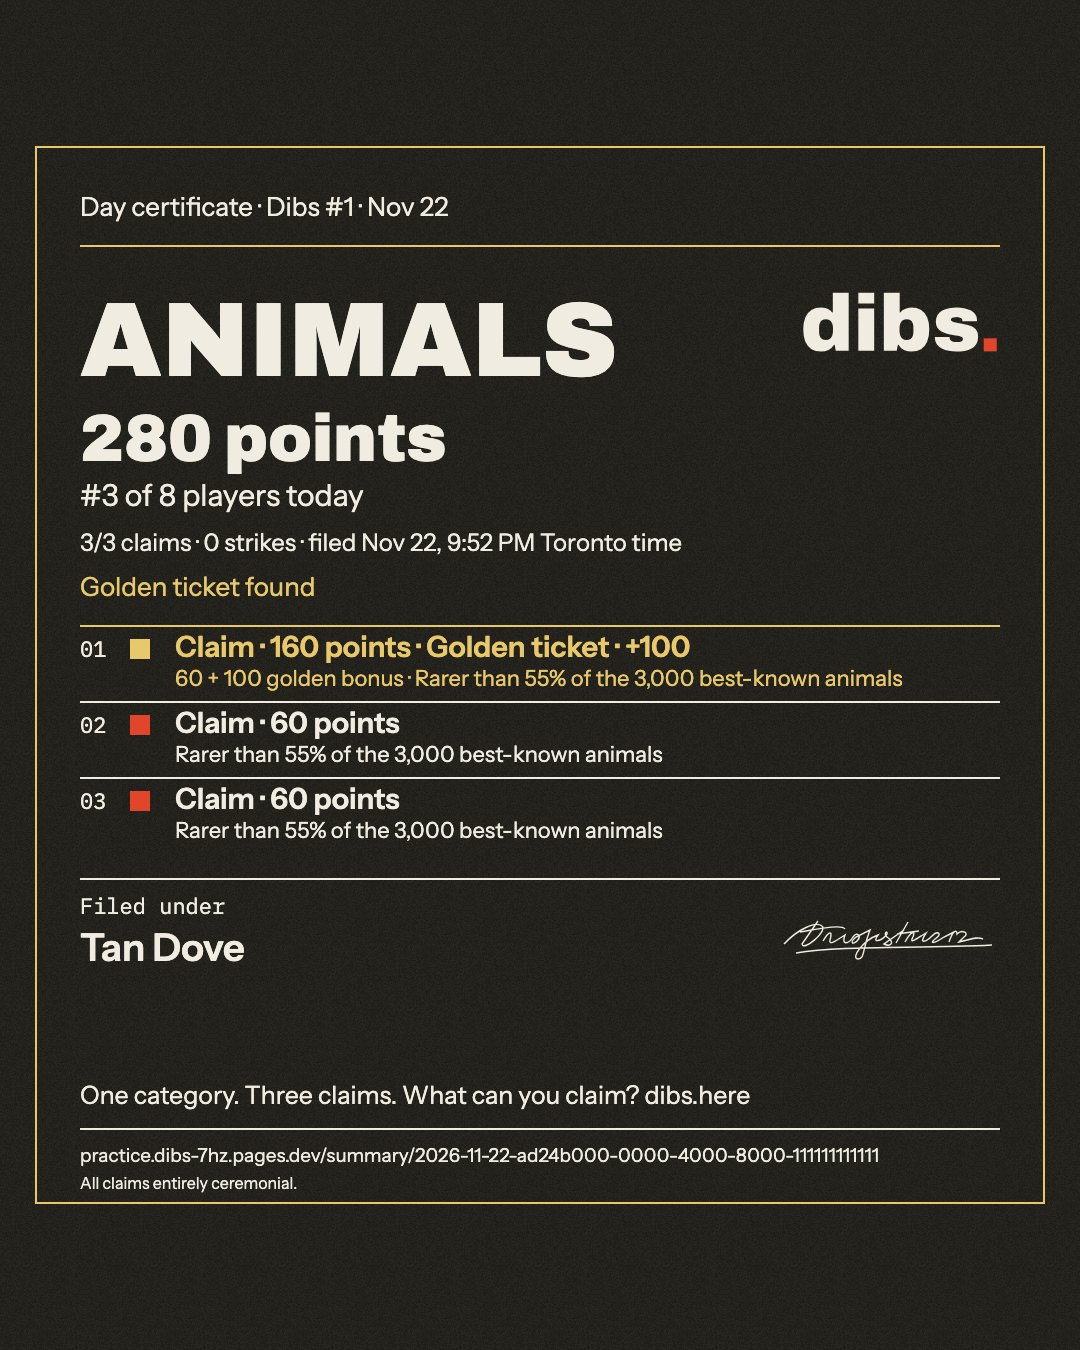 Day certificate · Dibs #1 · Nov 22
ANIMALS
dibs.
280 points
#3 of 8 players today
3/3 claims · 0 strikes · filed Nov 22, 9:52 PM Toronto time
Golden ticket found
01 Claim · 160 points · Golden ticket · +100
60 + 100 golden bonus · Rarer than 55% of the 3,000 best-known animals
02 Claim · 60 points
Rarer than 55% of the 3,000 best-known animals
03 Claim · 60 points
Rarer than 55% of the 3,000 best-known animals
Filed under
Tan Dove
One category. Three claims. What can you claim? dibs.here
practice.dibs-7hz.pages.dev/summary/2026-11-22-ad24b000-0000-4000-8000-111111111111
All claims entirely ceremonial.